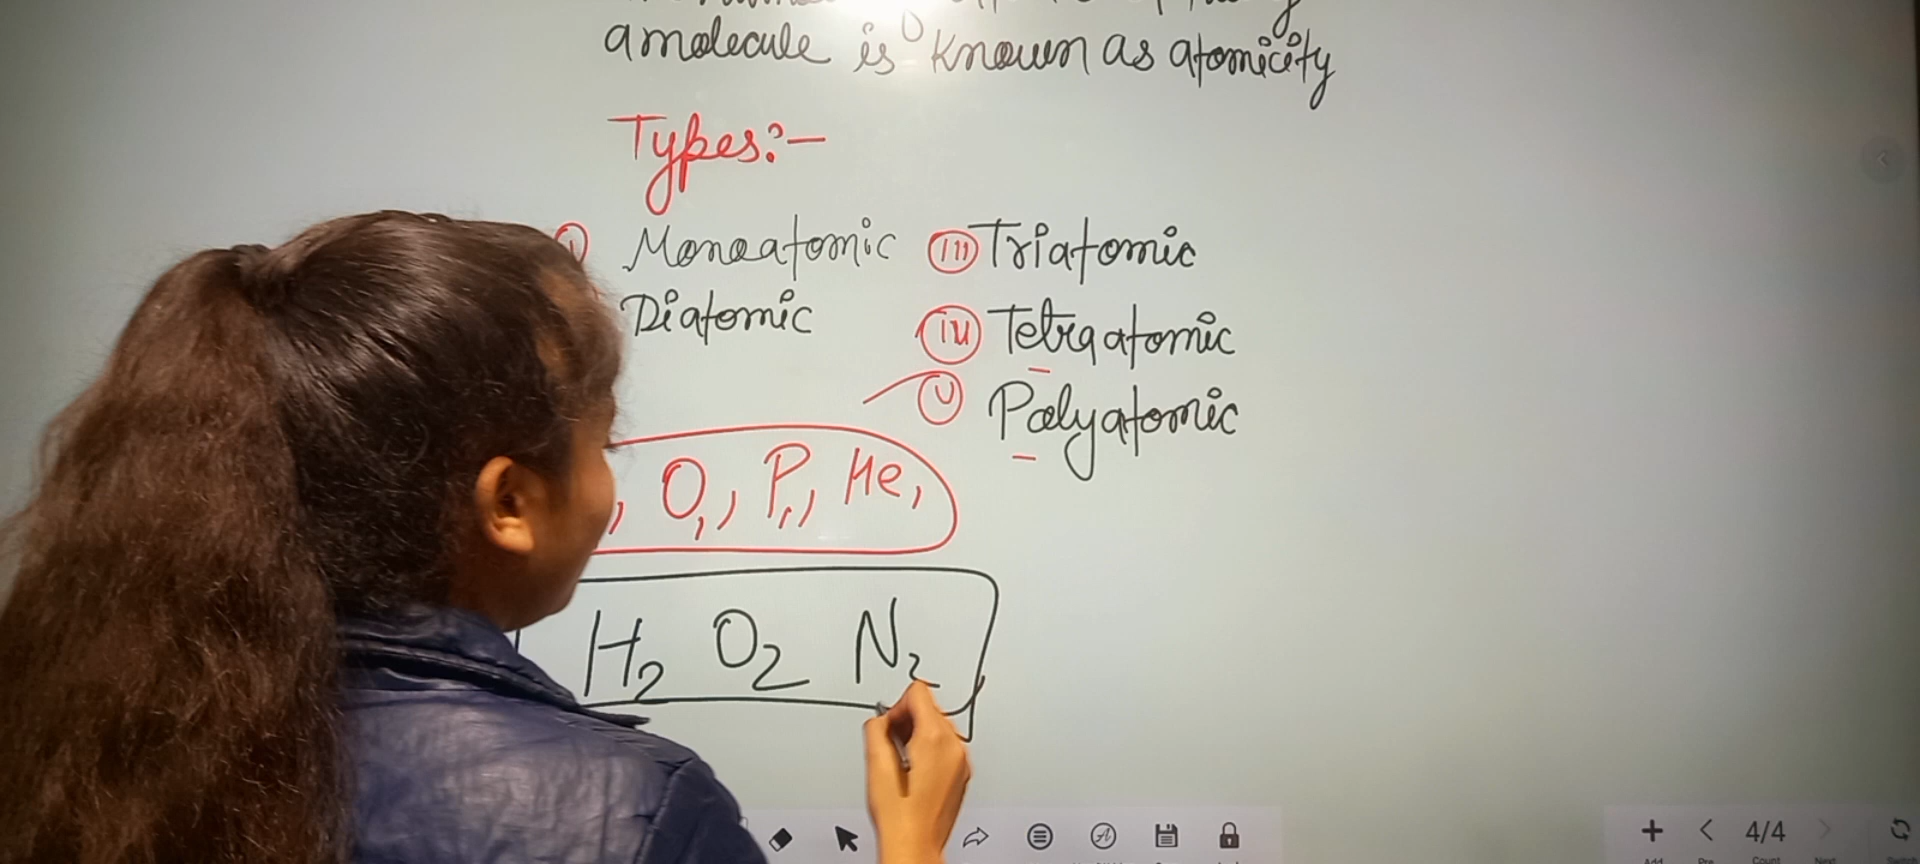 a molecule is known as atomicity
Types:-
i Monoatomic
iii Triatomic
Diatomic
iv Tetraatomic
v Polyatomic
, O, , P, , He,
H2 O2 N2
4/4